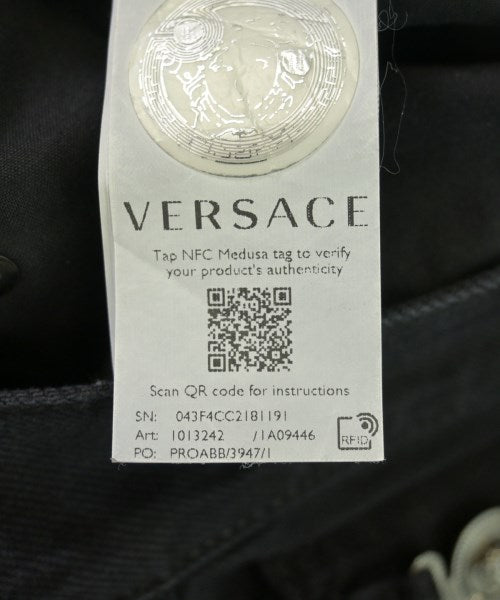 VERSACE
Tap NFC Medusa tag to verify
your product's authenticity
Scan QR code for instructions
SN: 043F4CC2181191
Art: 1013242 /1A09446
RFID
PO: PROABB/3947/1